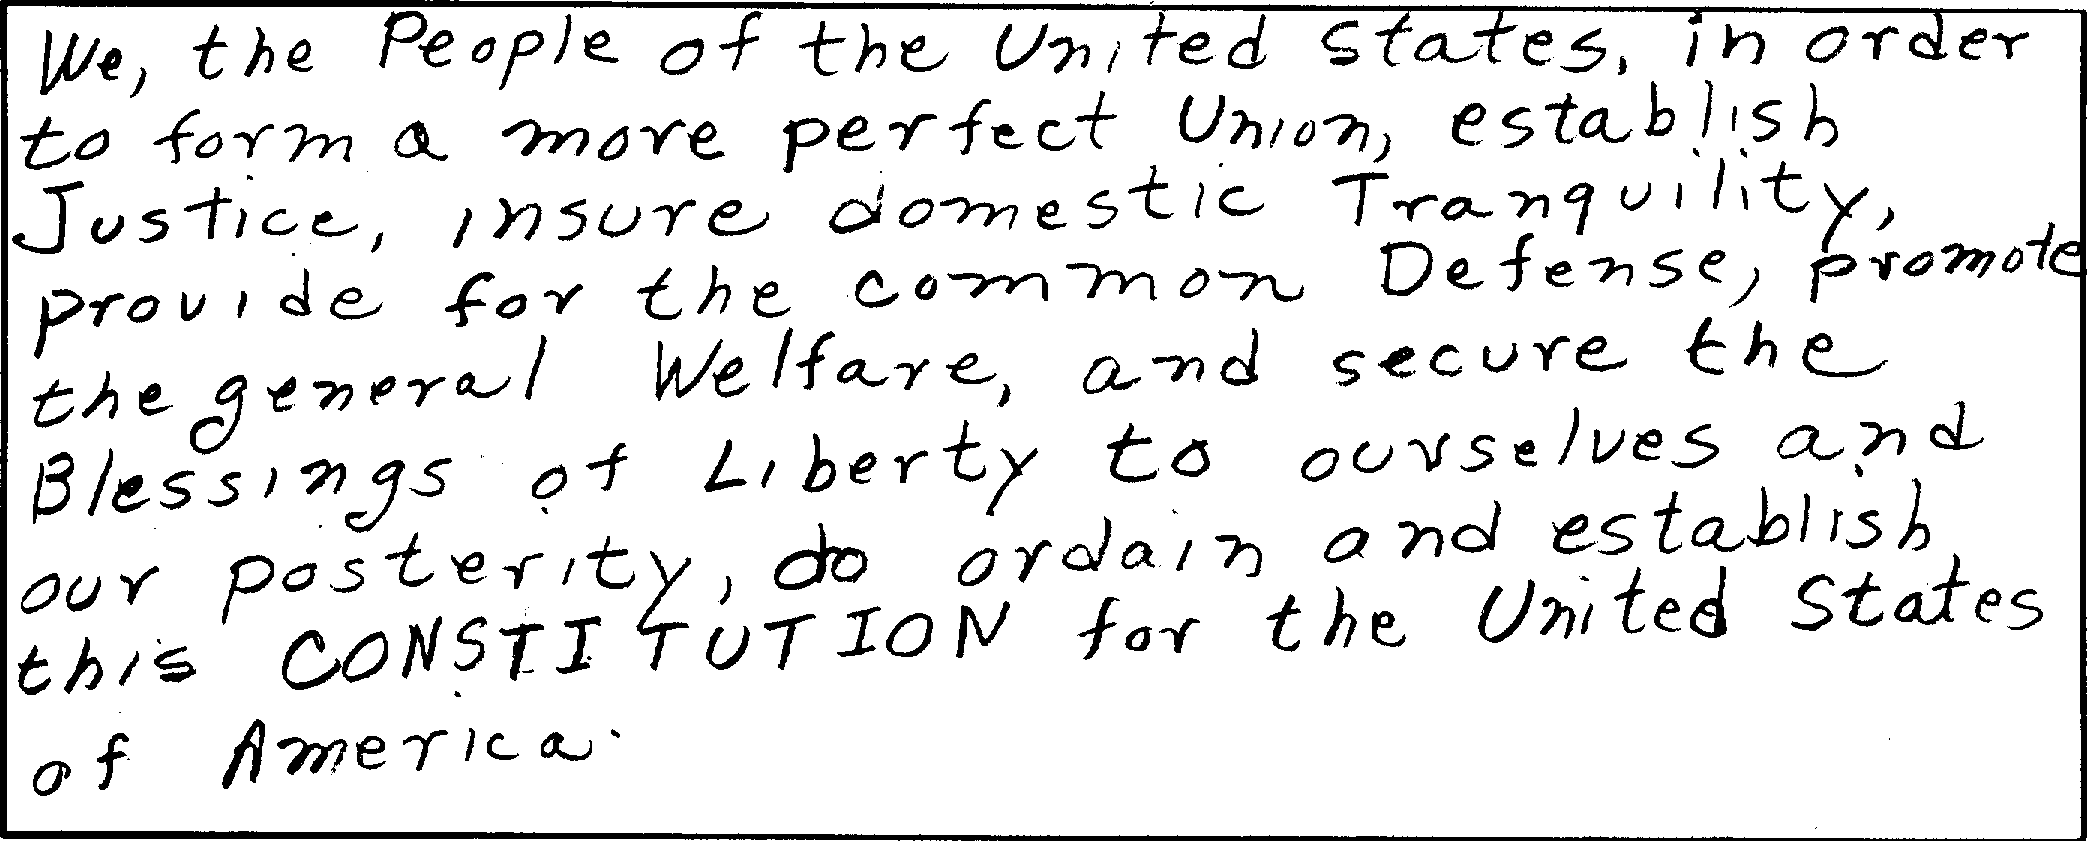 We, the People of the United States, in order
to form a more perfect Union, establish
Justice, insure domestic Tranquility,
provide for the common Defense, promote
the general Welfare, and secure the
Blessings of Liberty to ourselves and
our posterity, do ordain and establish
this CONSTITUTION for the United States
of America.